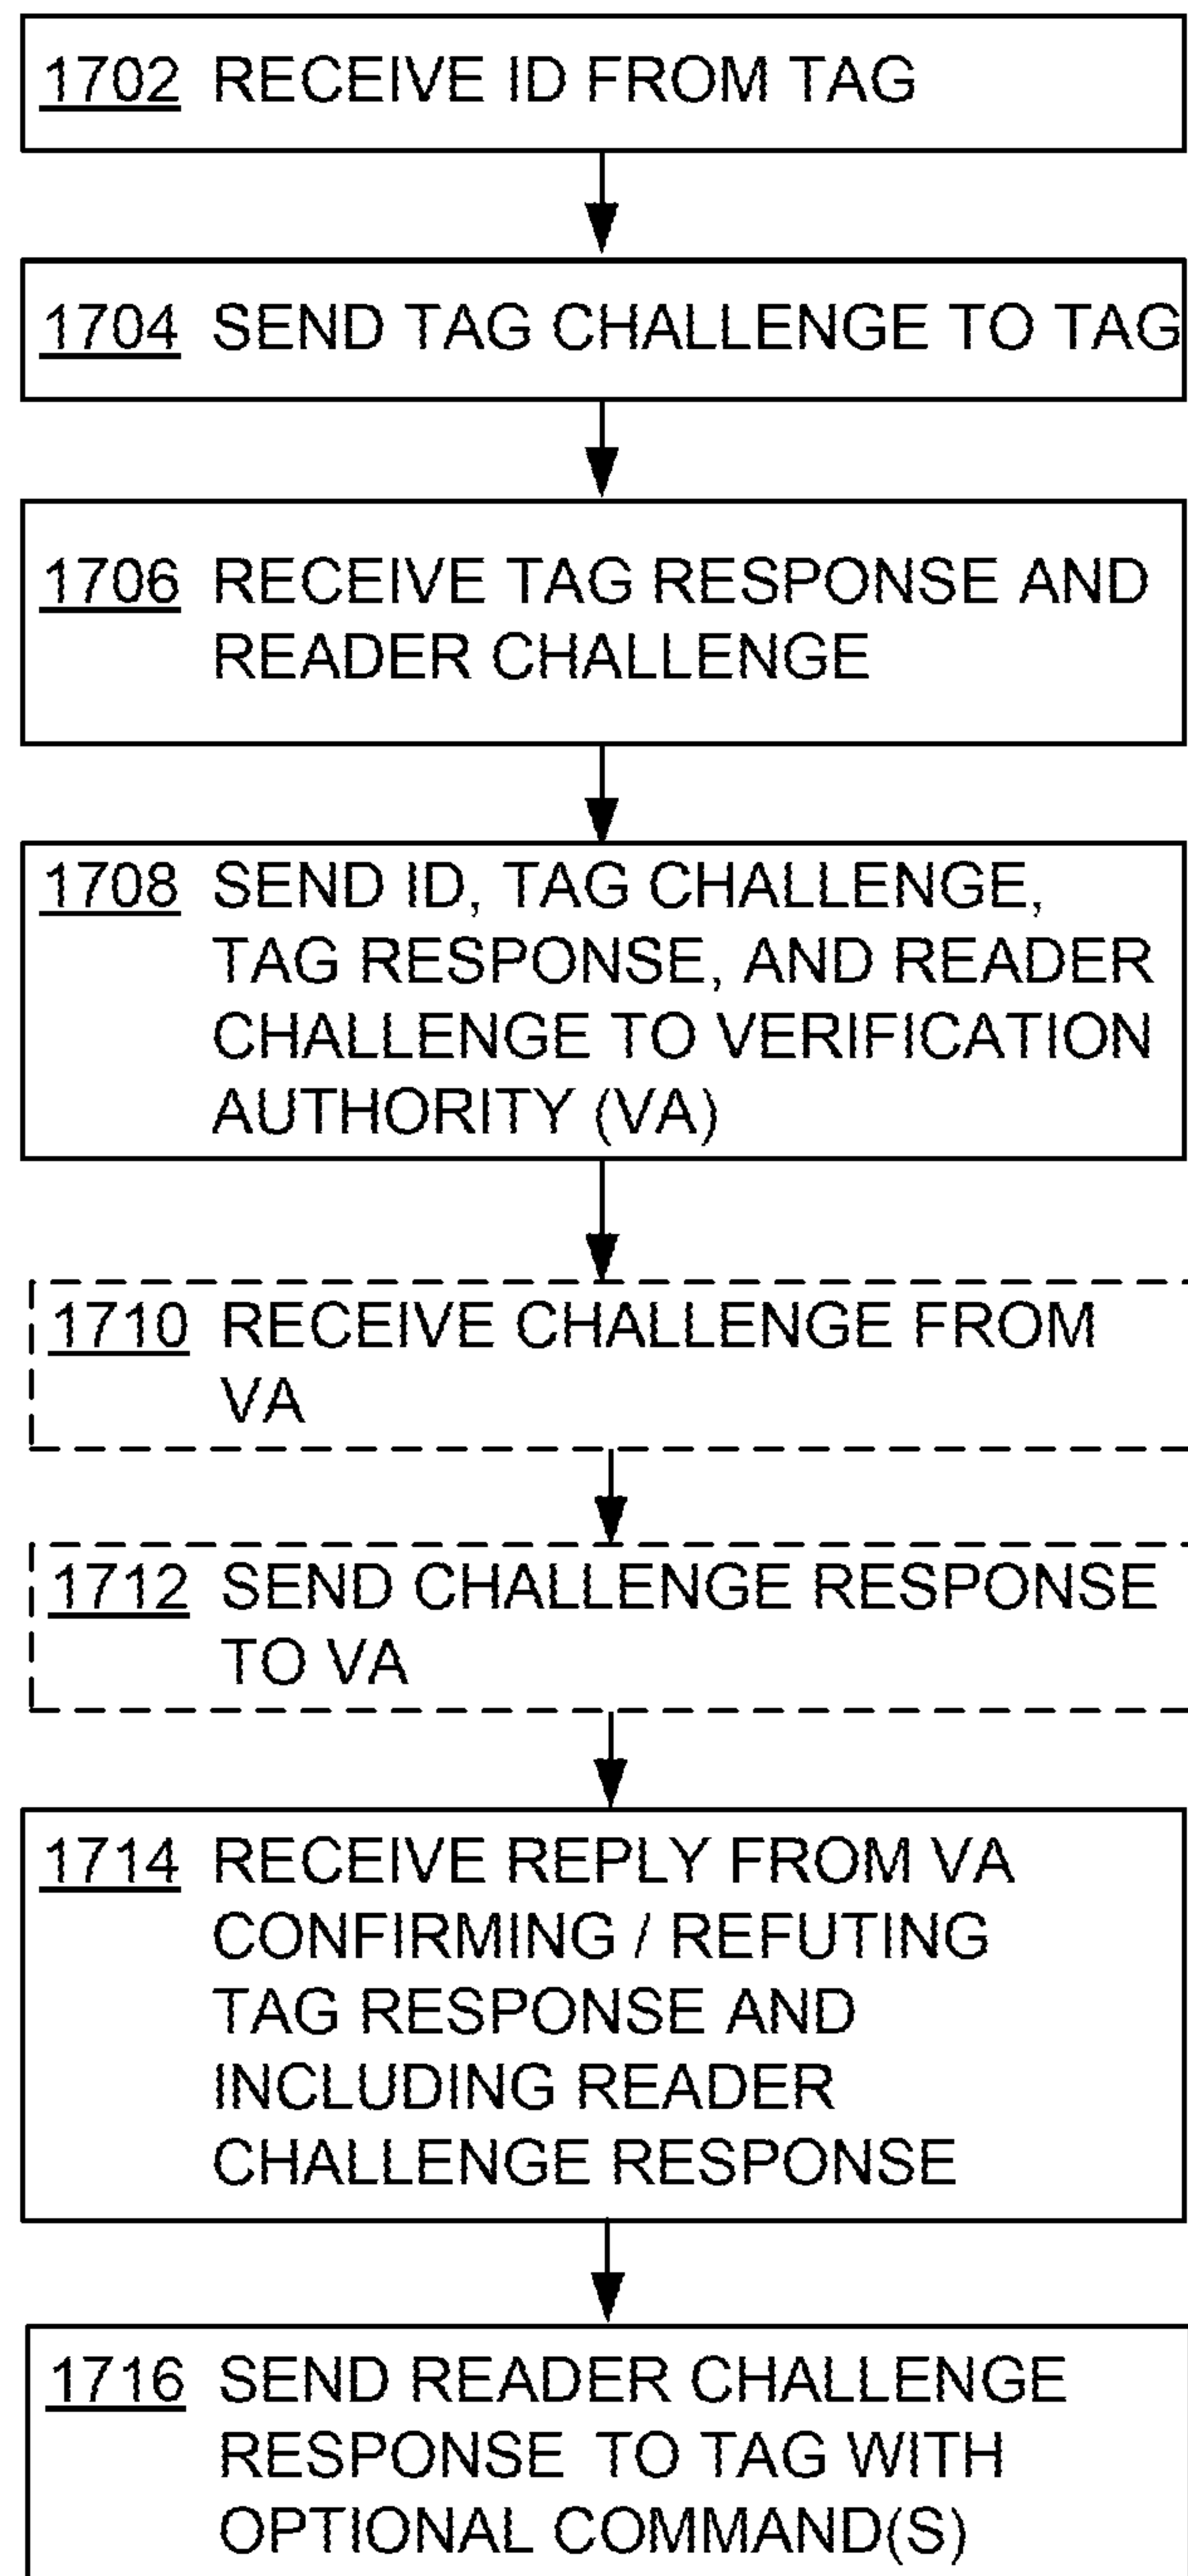 1702 RECEIVE ID FROM TAG
1704 SEND TAG CHALLENGE TO TAG
1706 RECEIVE TAG RESPONSE AND
READER CHALLENGE
1708 SEND ID, TAG CHALLENGE,
TAG RESPONSE, AND READER
CHALLENGE TO VERIFICATION
AUTHORITY (VA)
1710 RECEIVE CHALLENGE FROM
VA
1712 SEND CHALLENGE RESPONSE
TO VA
1714 RECEIVE REPLY FROM VA
CONFIRMING / REFUTING
TAG RESPONSE AND
INCLUDING READER
CHALLENGE RESPONSE
1716 SEND READER CHALLENGE
RESPONSE TO TAG WITH
OPTIONAL COMMAND(S)